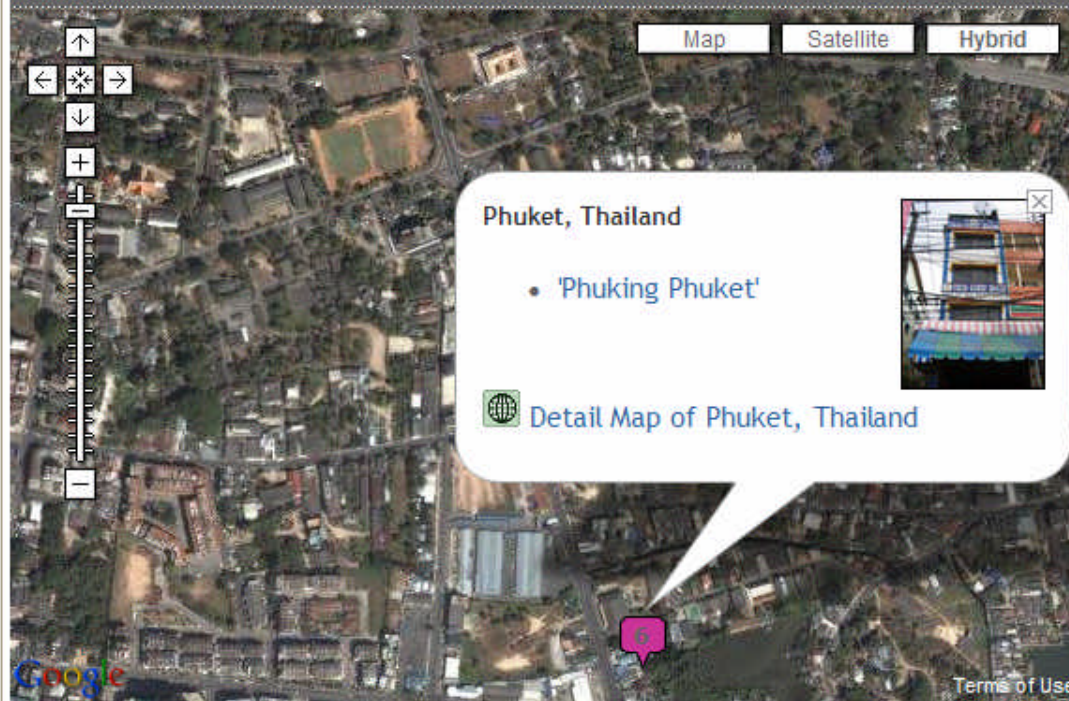 Map Satellite Hybrid
Phuket, Thailand
• 'Phuking Phuket'
Detail Map of Phuket, Thailand
6
Google
Terms of Use